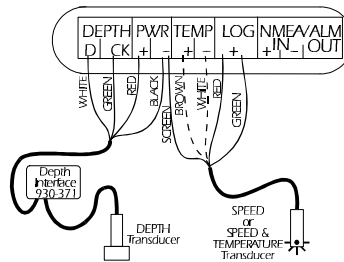 DEPTH PWR TEMP LOG NMEA/ALM
D CK + - + - + - + IN - OUT
WHITE
GREEN
RED
BLACK
SCREEN
BROWN
WHITE
RED
GREEN
Depth
Interface
930-371
DEPTH
Transducer
SPEED
or
SPEED &
TEMPERATURE
Transducer